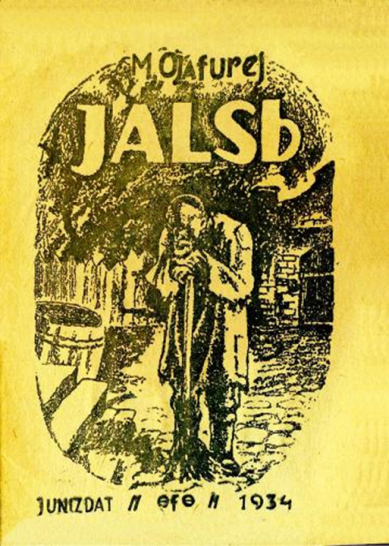 M. Ƣafurej
JALSЬ
JUNIZDAT // ɵfɵ // 1934